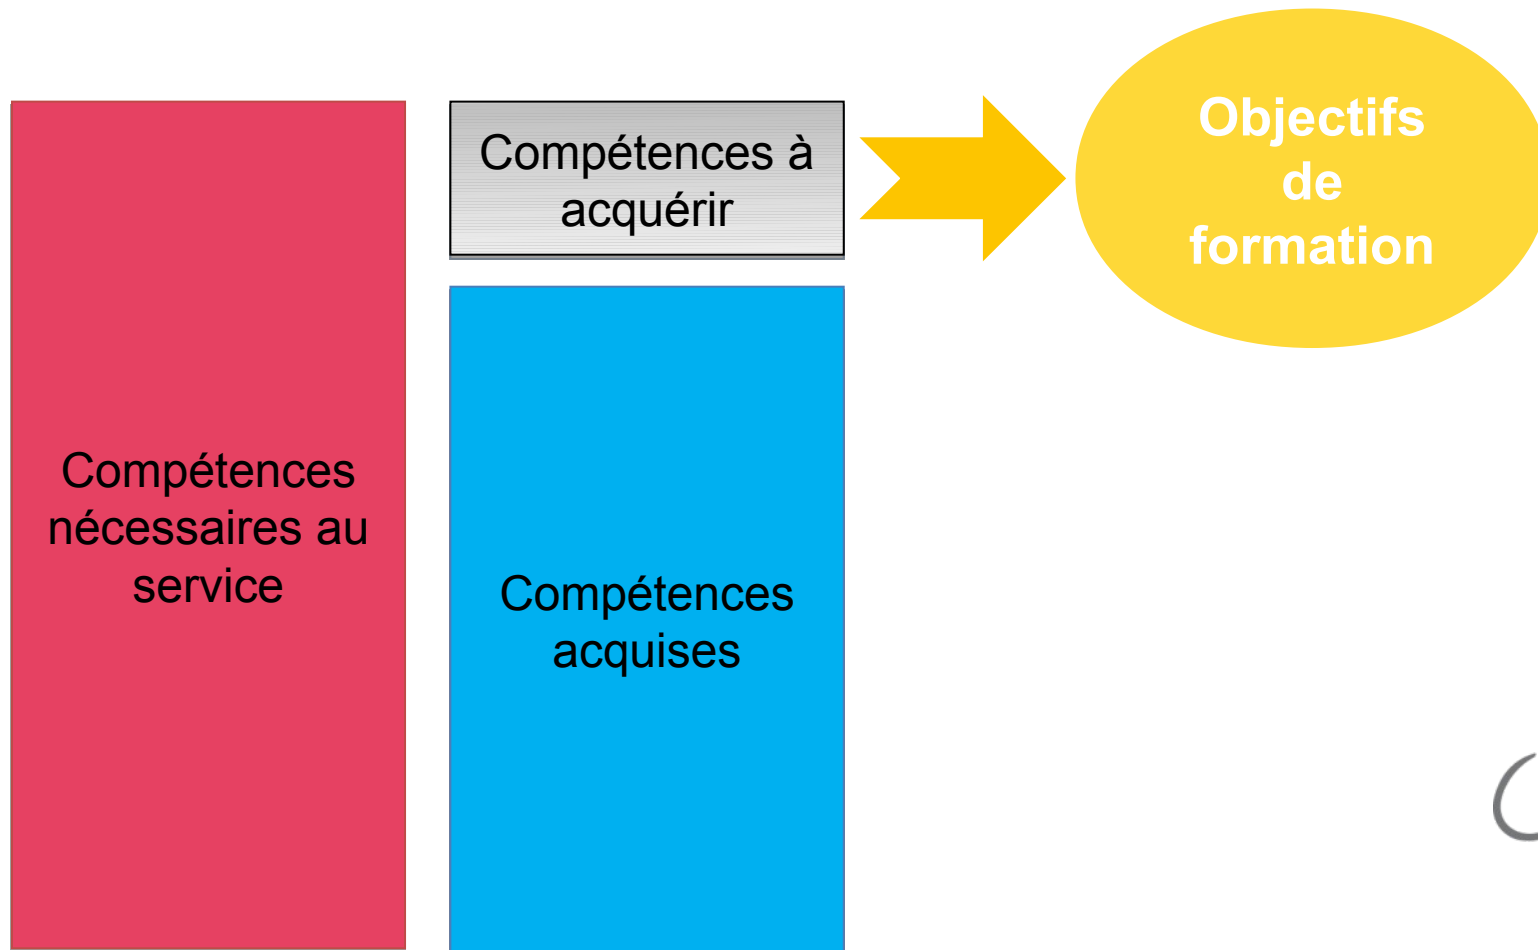 Compétences
nécessaires au
service
Compétences à
acquérir
Compétences
acquises
Objectifs
de
formation